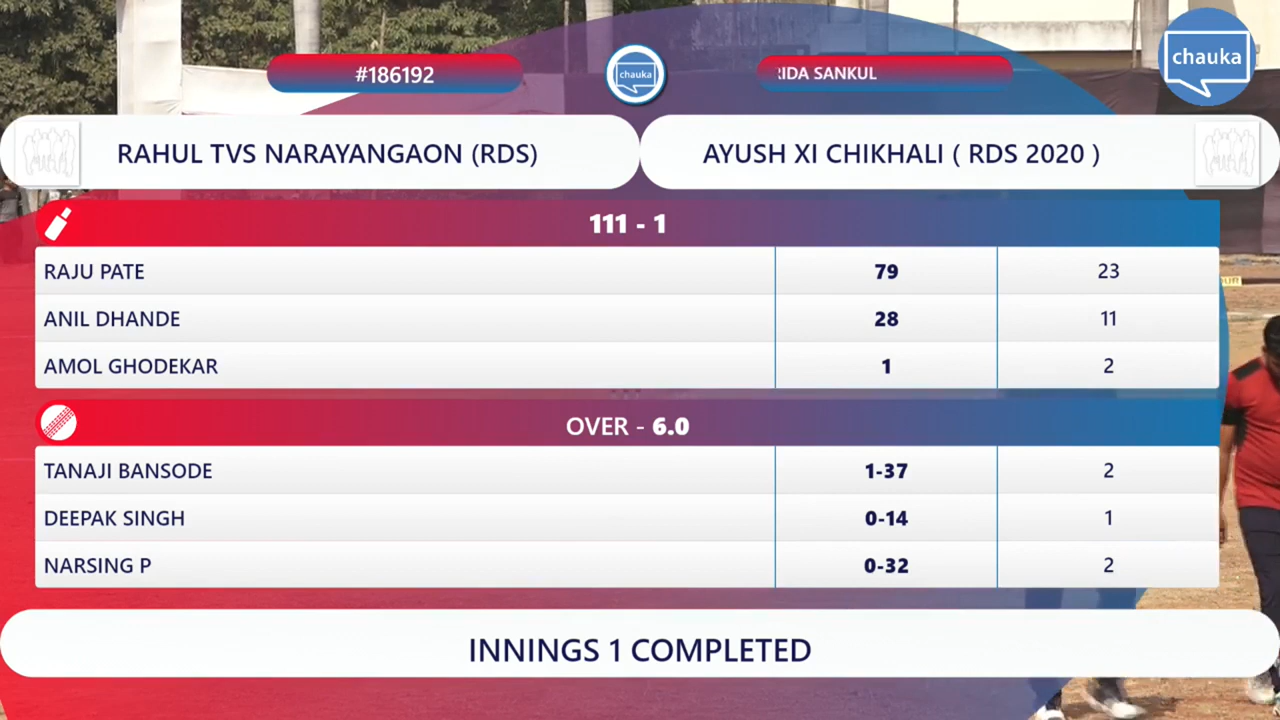 #186192
chauka
RIDA SANKUL
chauka
RAHUL TVS NARAYANGAON (RDS)
AYUSH XI CHIKHALI ( RDS 2020 )
111 - 1
RAJU PATE 79 23
ANIL DHANDE 28 11
AMOL GHODEKAR 1 2
OVER - 6.0
TANAJI BANSODE 1-37 2
DEEPAK SINGH 0-14 1
NARSING P 0-32 2
INNINGS 1 COMPLETED